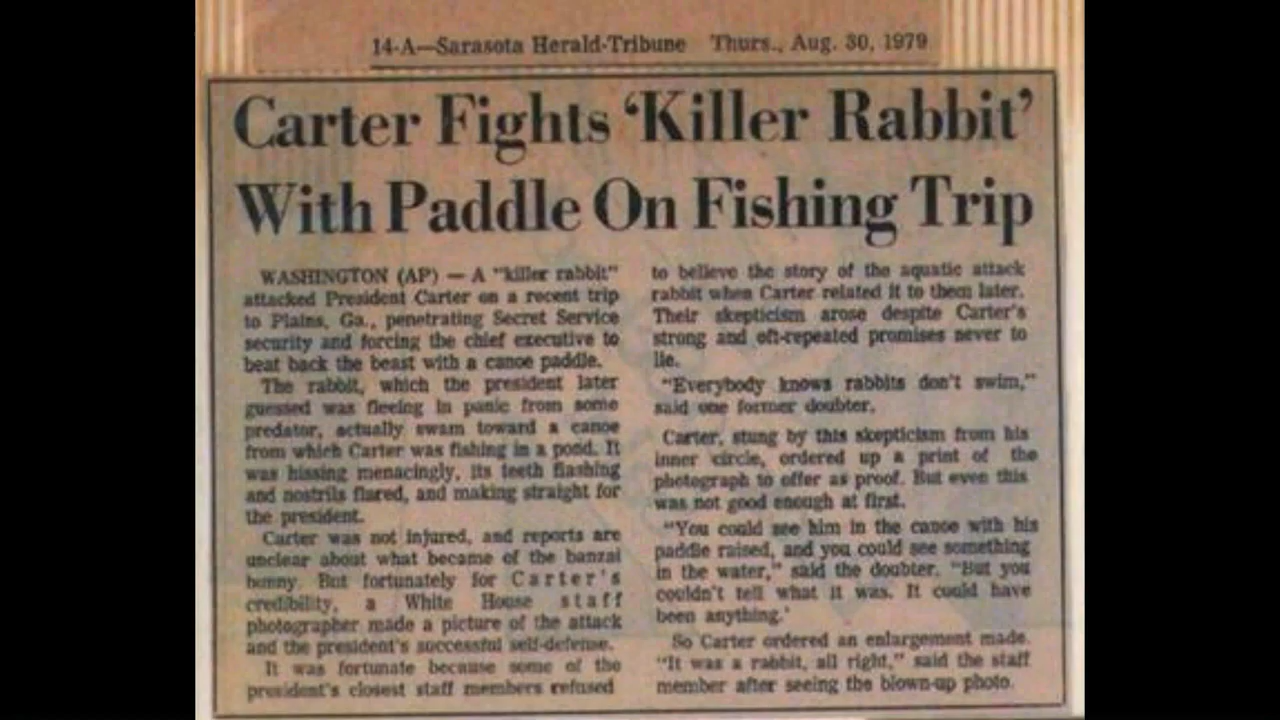 14-A—Sarasota Herald-Tribune Thurs., Aug. 30, 1979
Carter Fights ‘Killer Rabbit’
With Paddle On Fishing Trip
WASHINGTON (AP) — A "killer rabbit"
attacked President Carter on a recent trip
to Plains, Ga., penetrating Secret Service
security and forcing the chief executive to
beat back the beast with a canoe paddle.
The rabbit, which the president later
guessed was fleeing in panic from some
predator, actually swam toward a canoe
from which Carter was fishing in a pond. It
was hissing menacingly, its teeth flashing
and nostrils flared, and making straight for
the president.
Carter was not injured, and reports are
unclear about what became of the banzai
bunny. But fortunately for Carter's
credibility, a White House staff
photographer made a picture of the attack
and the president's successful self-defense.
It was fortunate because some of the
president's closest staff members refused
to believe the story of the aquatic attack
rabbit when Carter related it to them later.
Their skepticism arose despite Carter's
strong and oft-repeated promises never to
lie.
"Everybody knows rabbits don't swim,"
said one former doubter.
Carter, stung by this skepticism from his
inner circle, ordered up a print of the
photograph to offer as proof. But even this
was not good enough at first.
"You could see him in the canoe with his
paddle raised, and you could see something
in the water," said the doubter. "But you
couldn't tell what it was. It could have
been anything.'
So Carter ordered an enlargement made.
"It was a rabbit, all right," said the staff
member after seeing the blown-up photo.